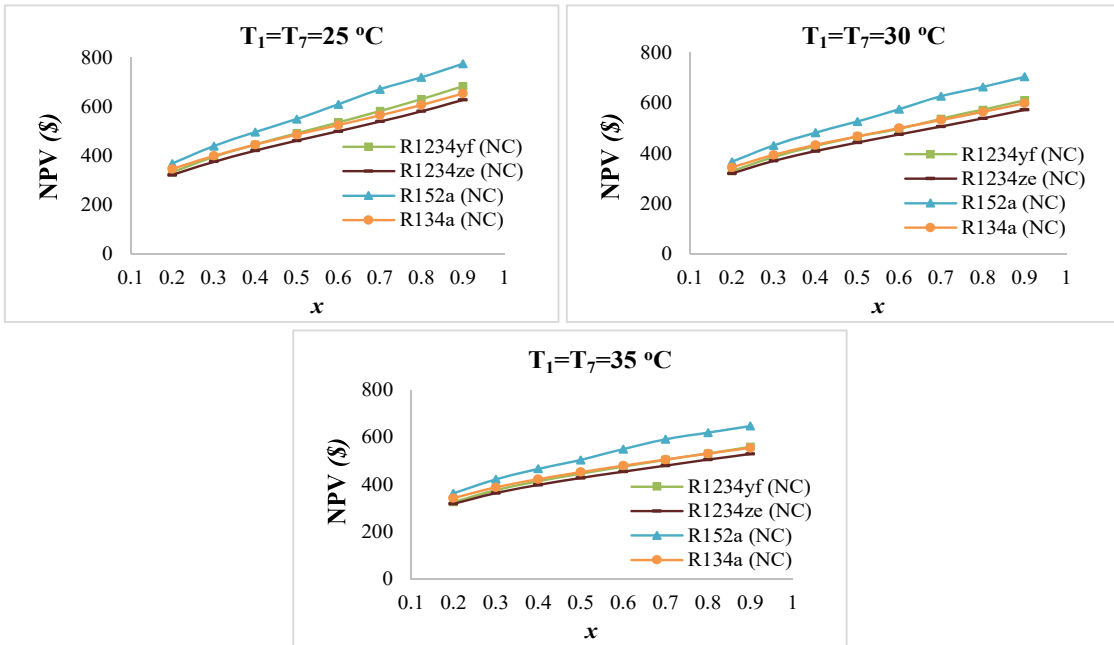 T₁=T₇=25 ºC
800
600
400
200
0
NPV ($)
R1234yf (NC)
R1234ze (NC)
R152a (NC)
R134a (NC)
0.1 0.2 0.3 0.4 0.5 0.6 0.7 0.8 0.9 1
x
T₁=T₇=30 ºC
800
600
400
200
0
NPV ($)
R1234yf (NC)
R1234ze (NC)
R152a (NC)
R134a (NC)
0.1 0.2 0.3 0.4 0.5 0.6 0.7 0.8 0.9 1
x
T₁=T₇=35 ºC
800
600
400
200
0
NPV ($)
R1234yf (NC)
R1234ze (NC)
R152a (NC)
R134a (NC)
0.1 0.2 0.3 0.4 0.5 0.6 0.7 0.8 0.9 1
x